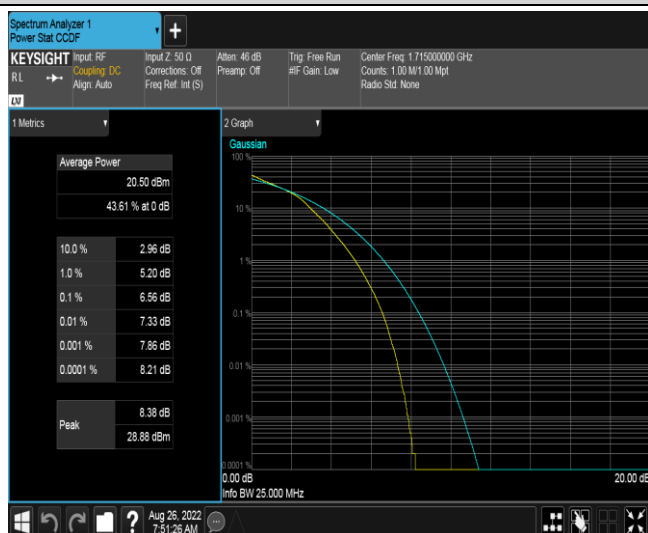 Spectrum Analyzer 1
Power Stat CCDF
+
KEYSIGHT
RL
LXI
Input: RF
Coupling: DC
Align: Auto
Input Z: 50 Ω
Corrections: Off
Freq Ref: Int (S)
Atten: 46 dB
Preamp: Off
Trig: Free Run
#IF Gain: Low
Center Freq: 1.715000000 GHz
Counts: 1.00 M/1.00 Mpt
Radio Std: None
1 Metrics
Average Power
20.50 dBm
43.61 % at 0 dB
10.0 % 2.96 dB
1.0 % 5.20 dB
0.1 % 6.56 dB
0.01 % 7.33 dB
0.001 % 7.86 dB
0.0001 % 8.21 dB
Peak
8.38 dB
28.88 dBm
2 Graph
Gaussian
100 %
10 %
1 %
0.1 %
0.01 %
0.001 %
0.0001 %
0.00 dB 20.00 dB
Info BW 25.000 MHz
?
Aug 26, 2022
7:51:26 AM